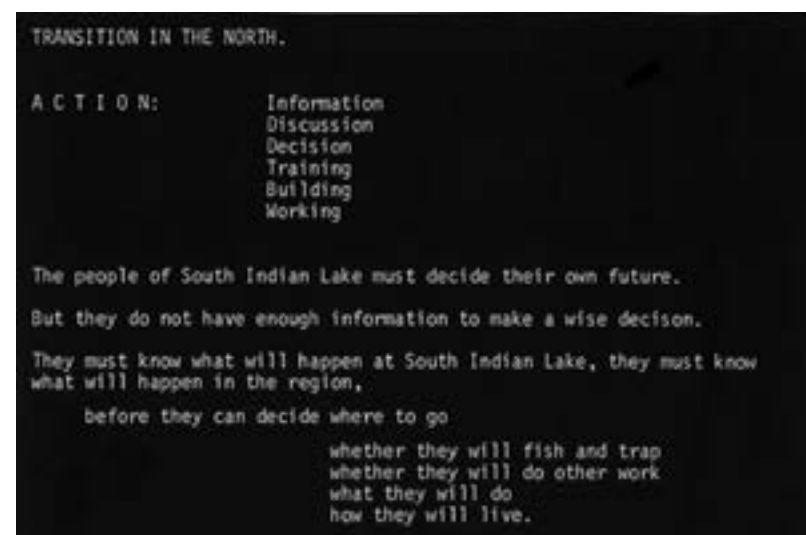 TRANSITION IN THE NORTH.
A C T I O N: Information
Discussion
Decision
Training
Building
Working
The people of South Indian Lake must decide their own future.
But they do not have enough information to make a wise decison.
They must know what will happen at South Indian Lake, they must know
what will happen in the region,
before they can decide where to go
whether they will fish and trap
whether they will do other work
what they will do
how they will live.